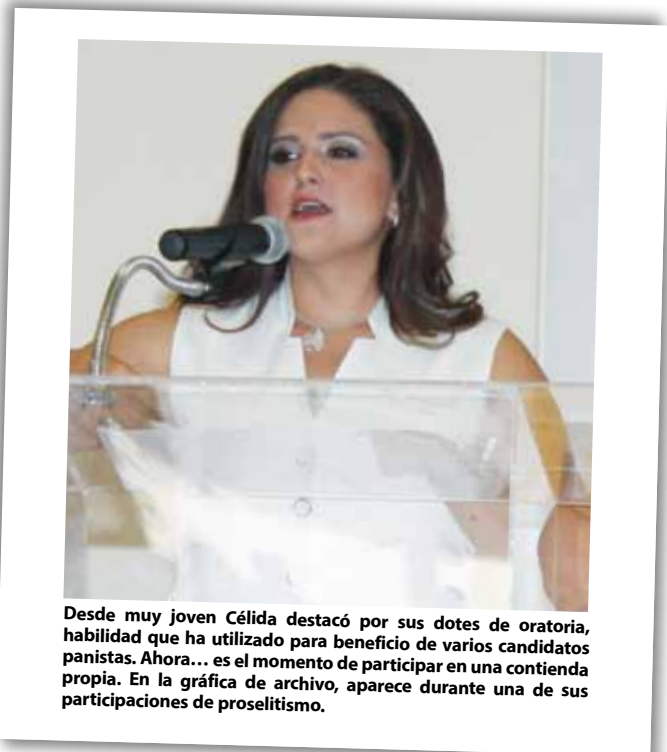 Desde muy joven Célida destacó por sus dotes de oratoria,
habilidad que ha utilizado para beneficio de varios candidatos
panistas. Ahora… es el momento de participar en una contienda
propia. En la gráfica de archivo, aparece durante una de sus
participaciones de proselitismo.